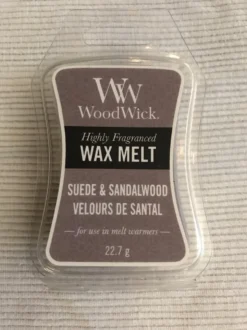 WW
WoodWick.
Highly Fragranced
WAX MELT
SUEDE & SANDALWOOD
VELOURS DE SANTAL
— for use in melt warmers —
22.7 g